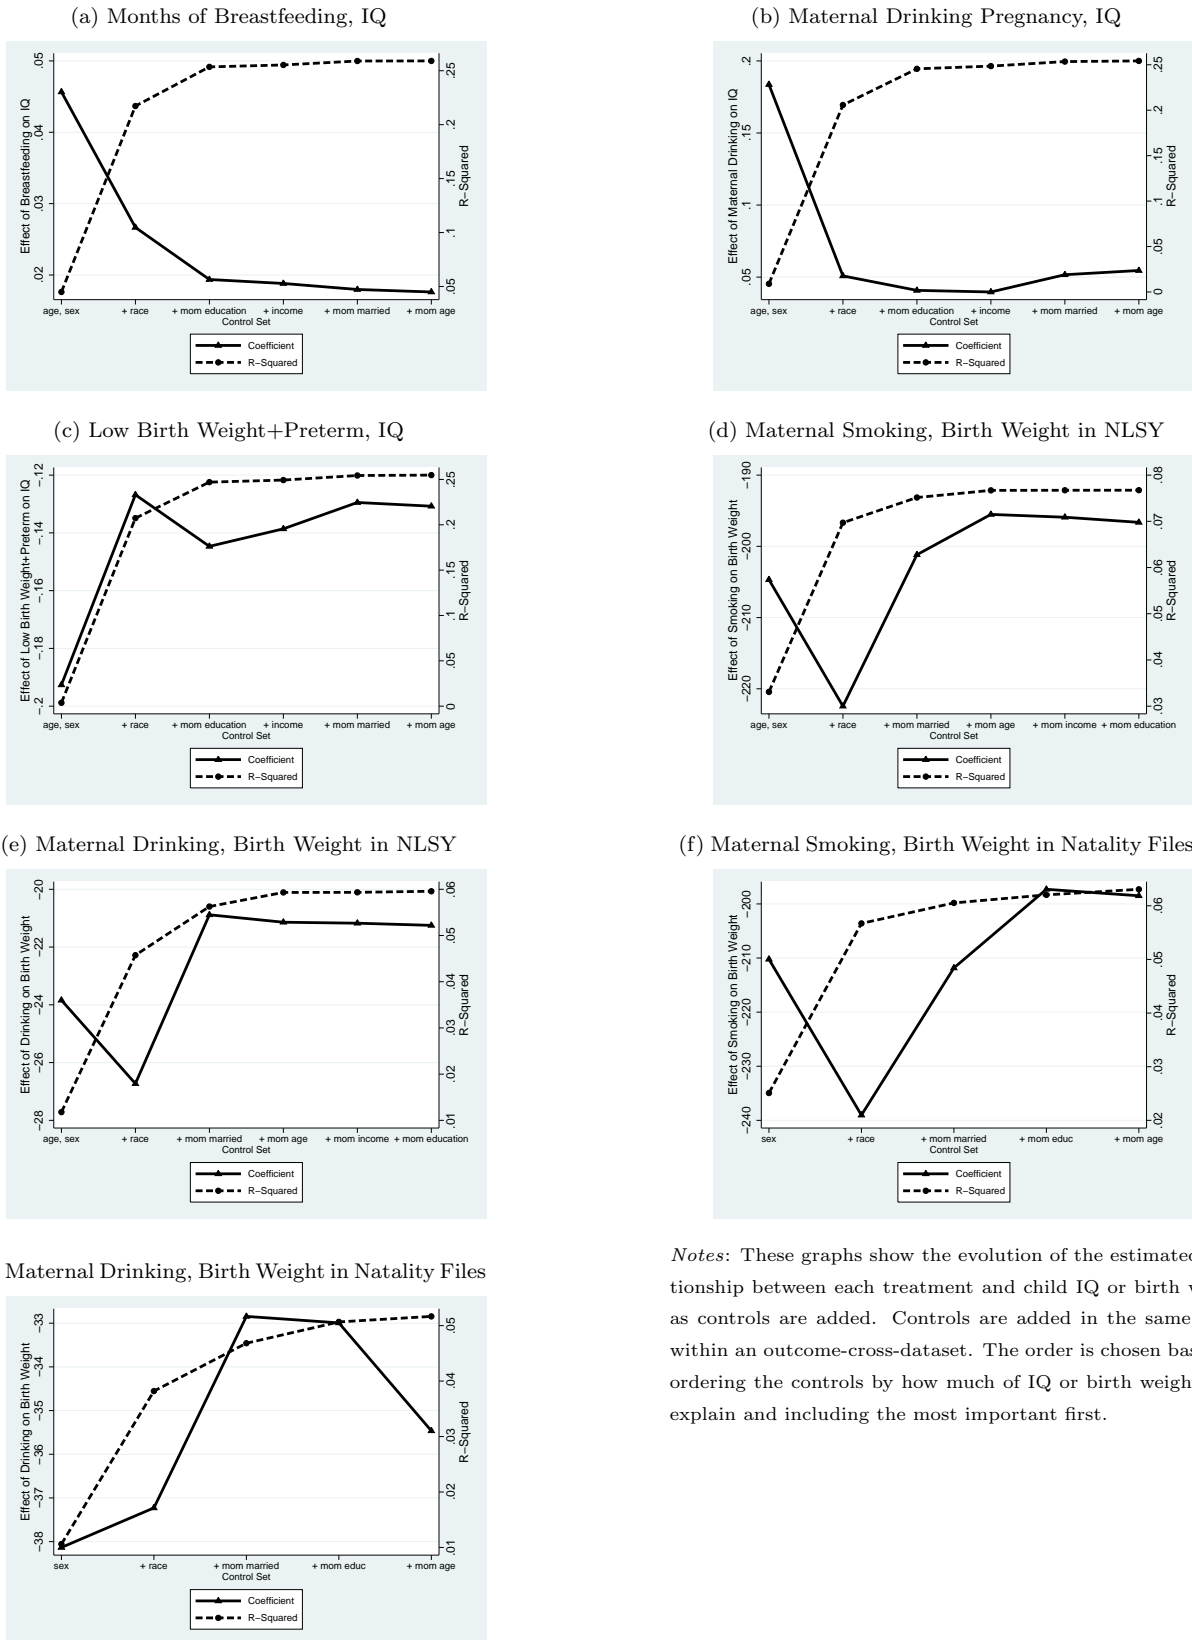 (a) Months of Breastfeeding, IQ
Effect of Breastfeeding on IQ
.02 .03 .04 .05
R−Squared
.05 .1 .15 .2 .25
age, sex + race + mom education + income + mom married + mom age
Control Set
Coefficient
R−Squared
(b) Maternal Drinking Pregnancy, IQ
Effect of Maternal Drinking on IQ
.05 .1 .15 .2
R−Squared
0 .05 .1 .15 .2 .25
age, sex + race + mom education + income + mom married + mom age
Control Set
Coefficient
R−Squared
(c) Low Birth Weight+Preterm, IQ
Effect of Low Birth Weight+Preterm on IQ
−.2 −.18 −.16 −.14 −.12
R−Squared
0 .05 .1 .15 .2 .25
age, sex + race + mom education + income + mom married + mom age
Control Set
Coefficient
R−Squared
(d) Maternal Smoking, Birth Weight in NLSY
Effect of Smoking on Birth Weight
−220 −210 −200 −190
R−Squared
.03 .04 .05 .06 .07 .08
age, sex + race + mom married + mom age + mom income + mom education
Control Set
Coefficient
R−Squared
(e) Maternal Drinking, Birth Weight in NLSY
Effect of Drinking on Birth Weight
−28 −26 −24 −22 −20
R−Squared
.01 .02 .03 .04 .05 .06
age, sex + race + mom married + mom age + mom income + mom education
Control Set
Coefficient
R−Squared
(f) Maternal Smoking, Birth Weight in Natality Files
Effect of Smoking on Birth Weight
−240 −230 −220 −210 −200
R−Squared
.02 .03 .04 .05 .06
sex + race + mom married + mom educ + mom age
Control Set
Coefficient
R−Squared
Maternal Drinking, Birth Weight in Natality Files
Effect of Drinking on Birth Weight
−38 −37 −36 −35 −34 −33
R−Squared
.01 .02 .03 .04 .05
sex + race + mom married + mom educ + mom age
Control Set
Coefficient
R−Squared
Notes: These graphs show the evolution of the estimated
tionship between each treatment and child IQ or birth
as controls are added. Controls are added in the same
within an outcome-cross-dataset. The order is chosen
ordering the controls by how much of IQ or birth weigh
explain and including the most important first.